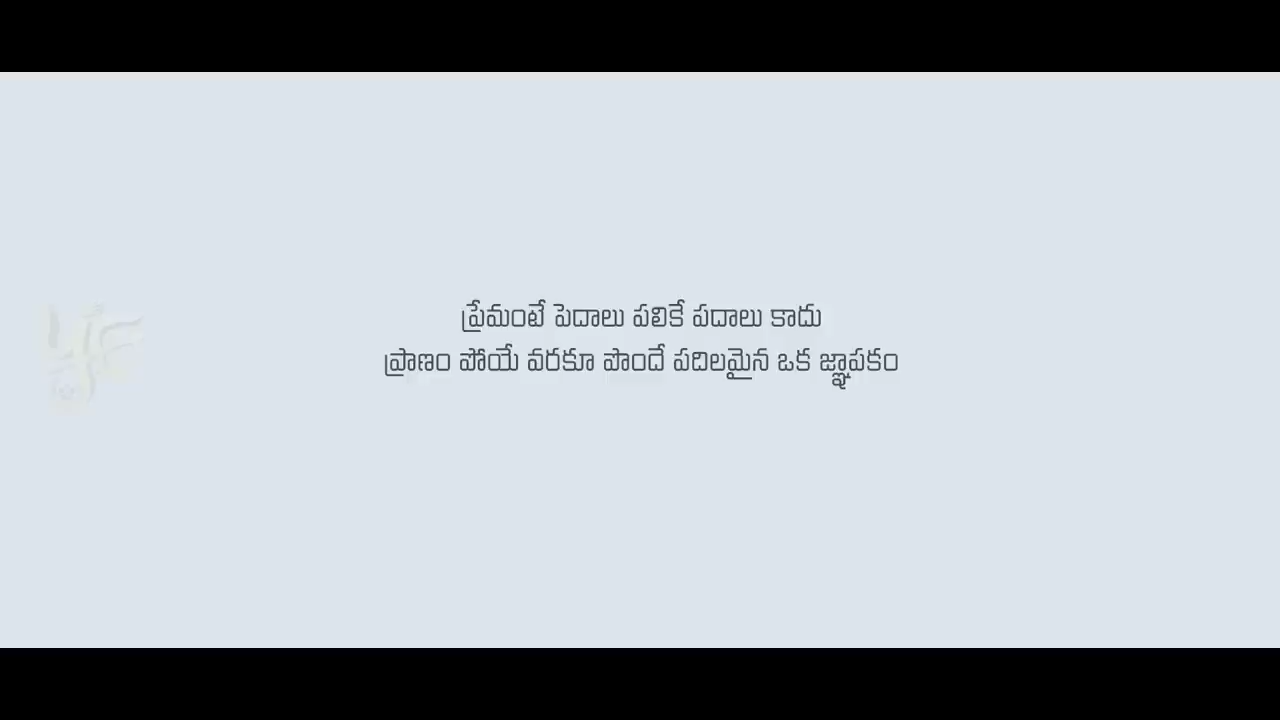 ప్రేమంటే పెదాలు పలికే పదాలు కాదు
ప్రాణం పోయే వరకూ పొందే పదిలమైన ఒక జ్ఞాపకం